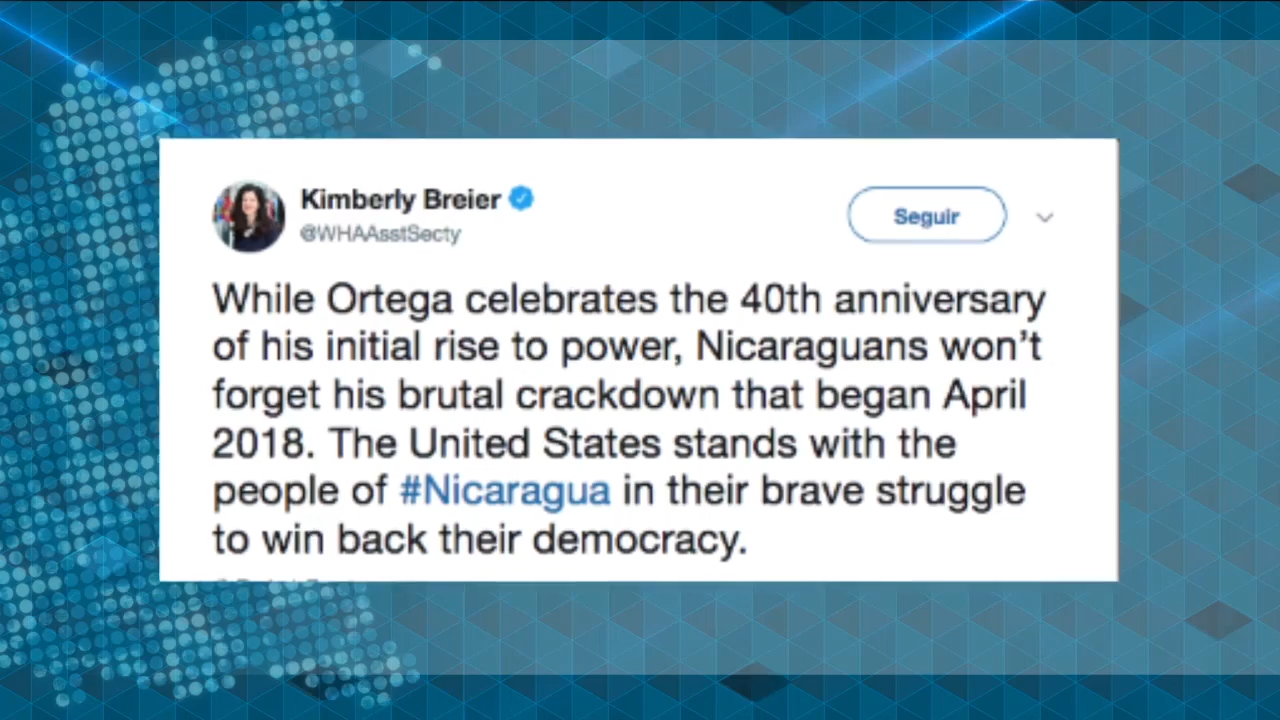 Kimberly Breier
@WHAAsstSecty
Seguir
While Ortega celebrates the 40th anniversary
of his initial rise to power, Nicaraguans won’t
forget his brutal crackdown that began April
2018. The United States stands with the
people of #Nicaragua in their brave struggle
to win back their democracy.